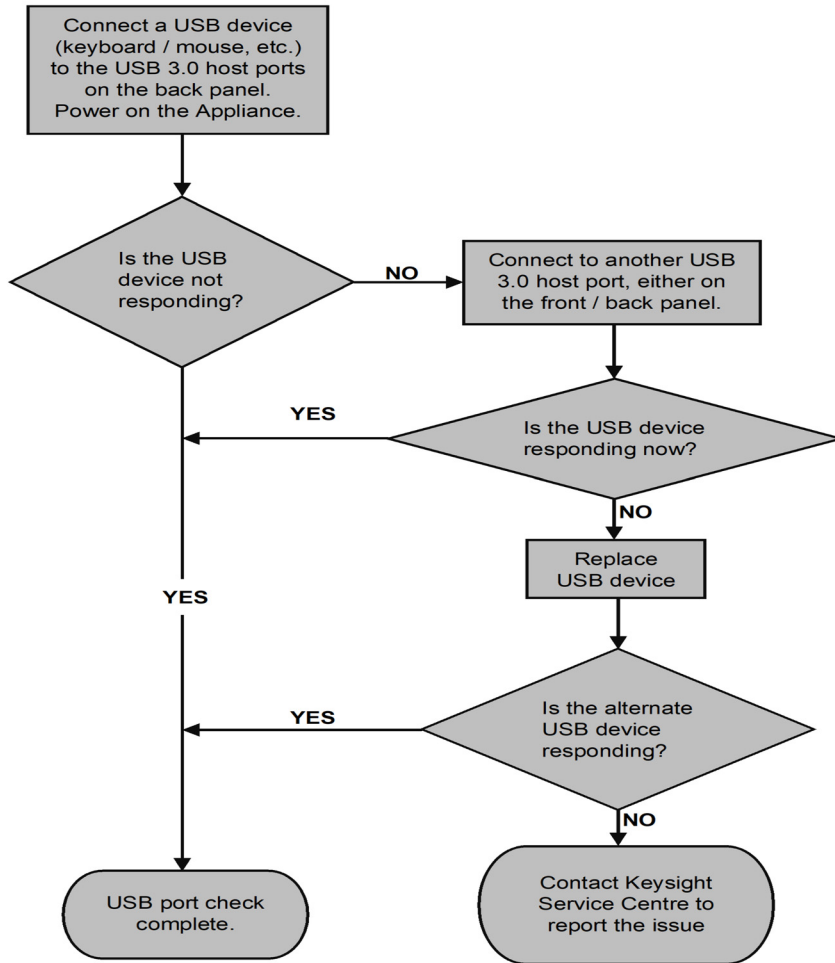 Connect a USB device
(keyboard / mouse, etc.)
to the USB 3.0 host ports
on the back panel.
Power on the Appliance.
Is the USB
device not
responding?
NO
Connect to another USB
3.0 host port, either on
the front / back panel.
YES
Is the USB device
responding now?
NO
Replace
USB device
YES
Is the alternate
USB device
responding?
YES
NO
USB port check
complete.
Contact Keysight
Service Centre to
report the issue